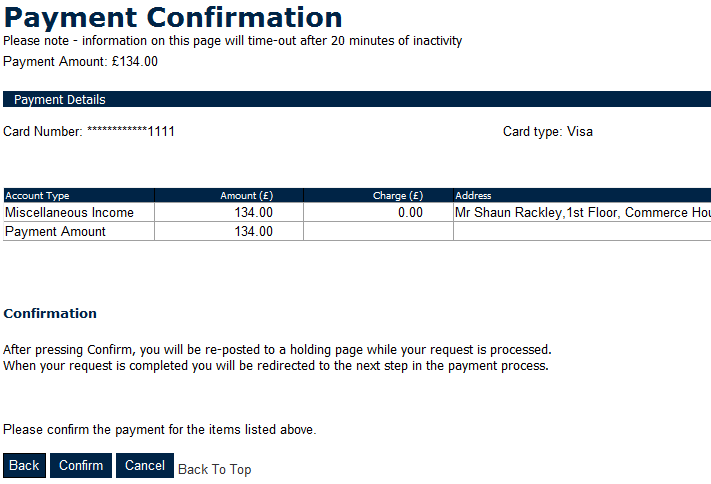 Payment Confirmation
Please note - information on this page will time-out after 20 minutes of inactivity
Payment Amount: £134.00
Payment Details
Card Number: ************1111 Card type: Visa
Account Type Amount (£) Charge (£) Address
Miscellaneous Income 134.00 0.00 Mr Shaun Rackley,1st Floor, Commerce Hou
Payment Amount 134.00
Confirmation
After pressing Confirm, you will be re-posted to a holding page while your request is processed.
When your request is completed you will be redirected to the next step in the payment process.
Please confirm the payment for the items listed above.
Back Confirm Cancel Back To Top